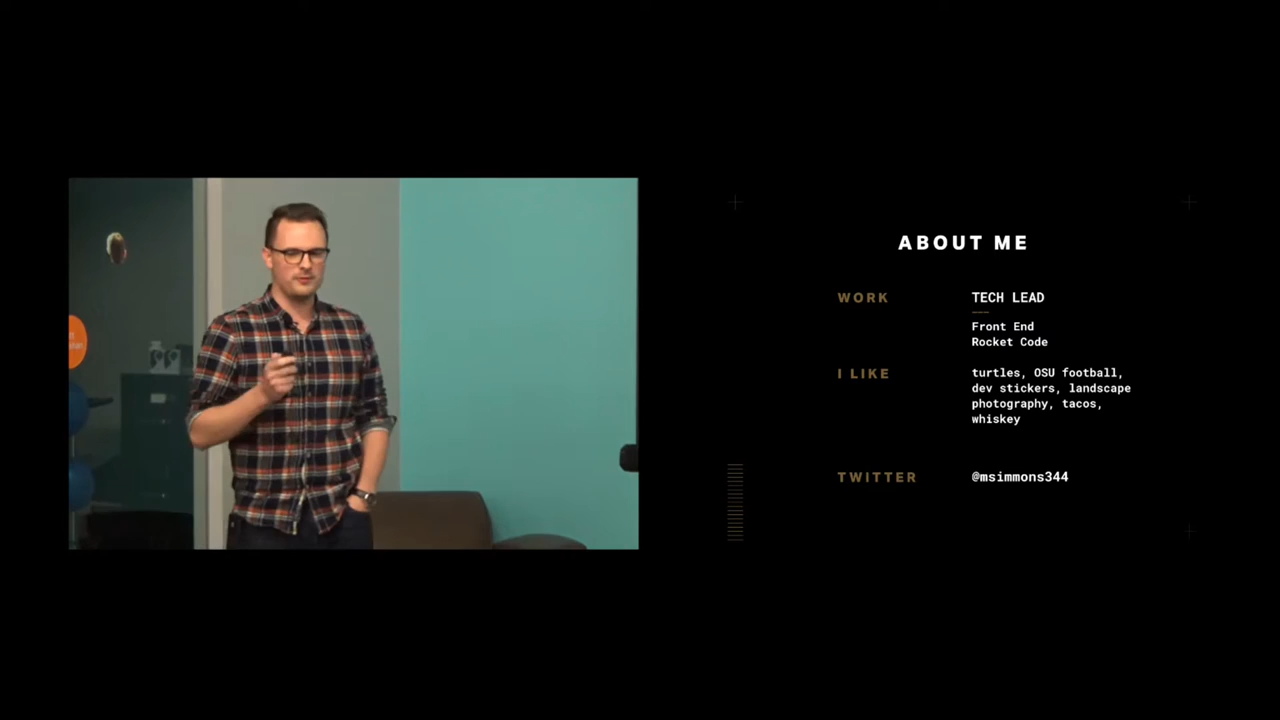 ABOUT ME
WORK
TECH LEAD
Front End
Rocket Code
I LIKE
turtles, OSU football,
dev stickers, landscape
photography, tacos,
whiskey
TWITTER
@msimmons344